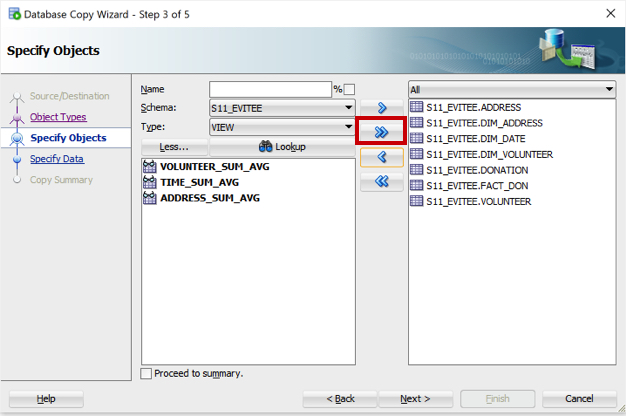 Database Copy Wizard - Step 3 of 5
Specify Objects
Source/Destination
Object Types
Specify Objects
Specify Data
Copy Summary
Name
%
Schema:
S11_EVITEE
Type:
VIEW
Less...
Lookup
VOLUNTEER_SUM_AVG
TIME_SUM_AVG
ADDRESS_SUM_AVG
All
S11_EVITEE.ADDRESS
S11_EVITEE.DIM_ADDRESS
S11_EVITEE.DIM_DATE
S11_EVITEE.DIM_VOLUNTEER
S11_EVITEE.DONATION
S11_EVITEE.FACT_DON
S11_EVITEE.VOLUNTEER
Proceed to summary.
Help
< Back
Next >
Finish
Cancel